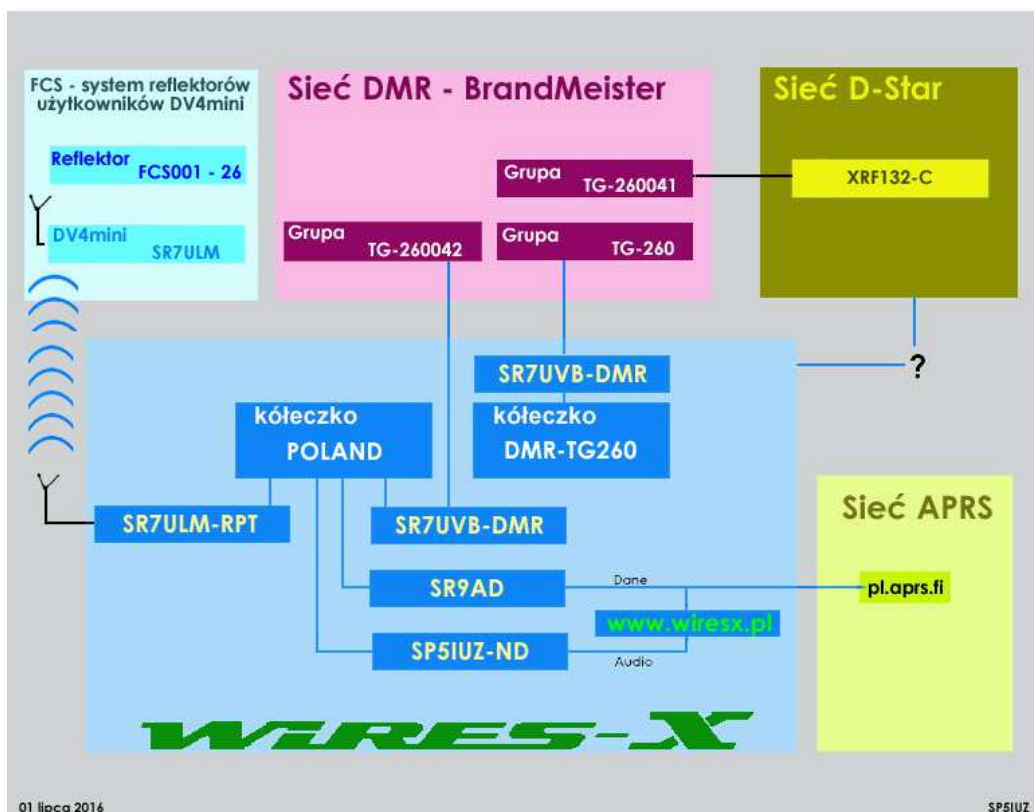 FCS - system reflektorów
użytkowników DV4mini
Reflektor
FCS001 - 26
DV4mini
SR7ULM
Sieć DMR - BrandMeister
Grupa
TG-260041
Grupa
TG-260042
Grupa
TG-260
Sieć D-Star
XRF132-C
?
SR7UVB-DMR
kółeczko
POLAND
kółeczko
DMR-TG260
SR7ULM-RPT
SR7UVB-DMR
SR9AD
Dane
www.wiresx.pl
SP5IUZ-ND
Audio
Sieć APRS
pl.aprs.fi
WiRES-X
01 lipca 2016
SP5IUZ